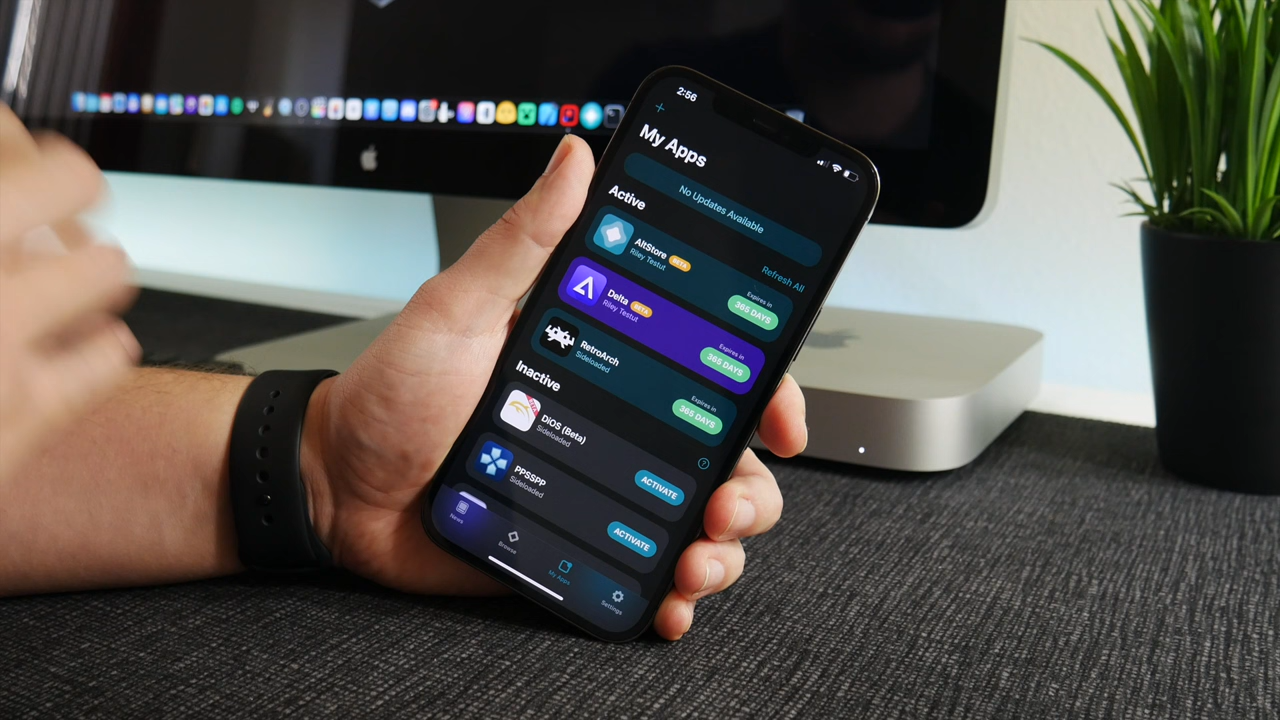 2:56
My Apps
No Updates Available
Active
Refresh All
AltStore BETA
Riley Testut
Expires in
365 DAYS
Delta BETA
Riley Testut
Expires in
365 DAYS
RetroArch
Sideloaded
Expires in
365 DAYS
Inactive
?
DiOS (Beta)
Sideloaded
ACTIVATE
PPSSPP
Sideloaded
ACTIVATE
News
Browse
My Apps
Settings